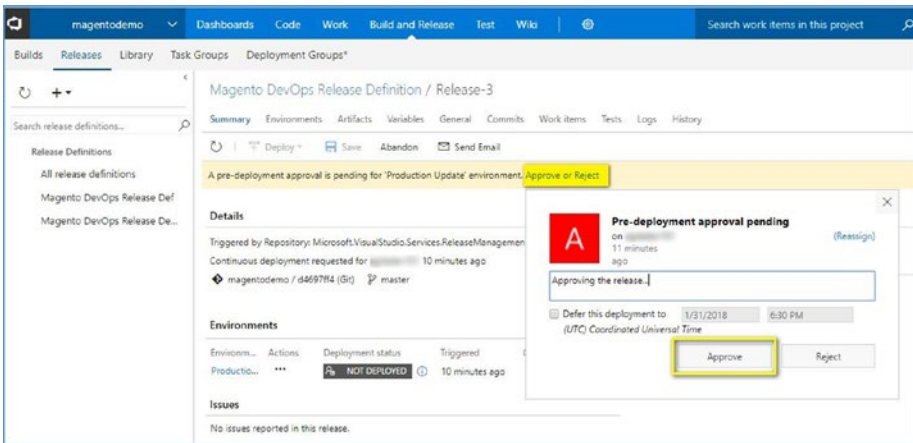 magentodemo Dashboards Code Work Build and Release Test Wiki Search work items in this project
Builds Releases Library Task Groups Deployment Groups*
Magento DevOps Release Definition / Release-3
Search release definitions...
Summary Environments Artifacts Variables General Commits Work items Tests Logs History
Release Definitions
Deploy Save Abandon Send Email
All release definitions
A pre-deployment approval is pending for 'Production Update' environment. Approve or Reject
Magento DevOps Release Def
Magento DevOps Release De...
Details
Triggered by Repository: Microsoft.VisualStudio.Services.ReleaseManagemen
Continuous deployment requested for 10 minutes ago
magentodemo / d4697ff4 (Git) master
Environments
Environm... Actions Deployment status Triggered
Productio... NOT DEPLOYED 10 minutes ago
Issues
No issues reported in this release.
A
Pre-deployment approval pending
on
(Reassign)
11 minutes
ago
Approving the release..
Defer this deployment to 1/31/2018 6:30 PM
(UTC) Coordinated Universal Time
Approve Reject